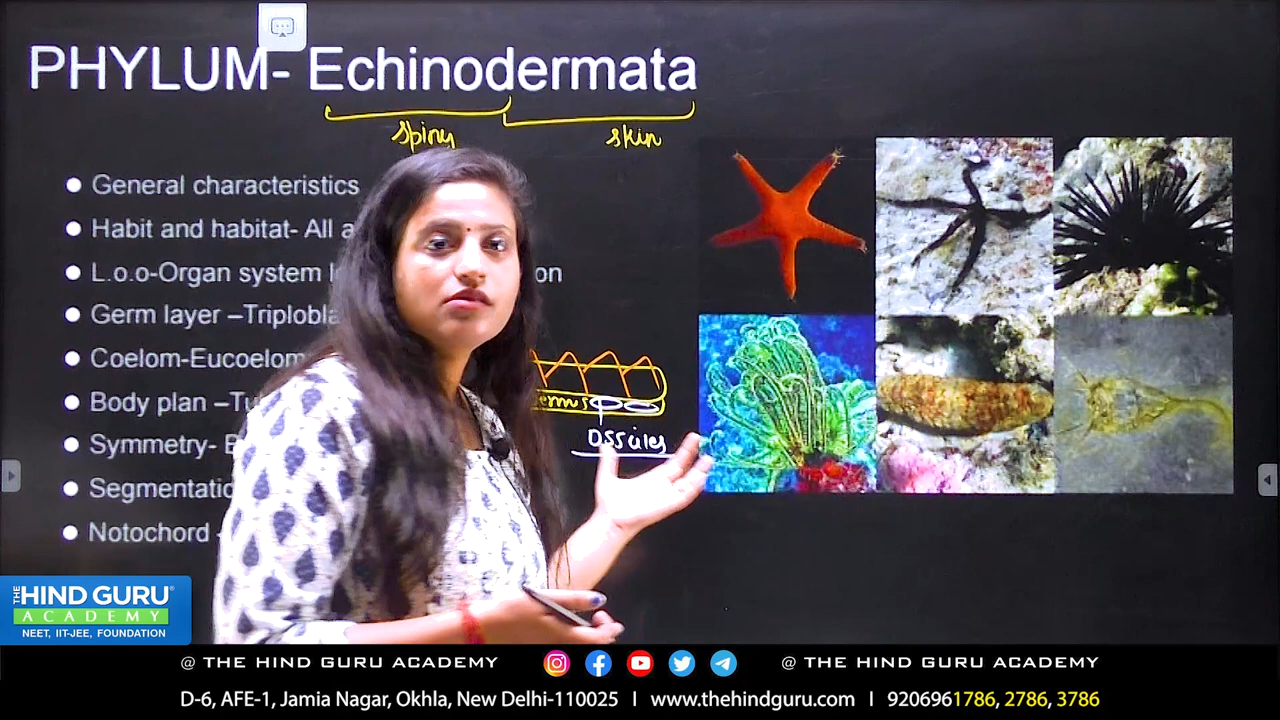 PHYLUM- Echinodermata
spiny skin
General characteristics
Habit and habitat- All a
L.o.o-Organ system l on
Germ layer –Triplobla
Coelom-Eucoelom
Body plan –Tu
Symmetry- B
Segmentatio
Notochord -
ermis
ossicles
THE HIND GURU®
ACADEMY
NEET, IIT-JEE, FOUNDATION
@ THE HIND GURU ACADEMY @ THE HIND GURU ACADEMY
D-6, AFE-1, Jamia Nagar, Okhla, New Delhi-110025 I www.thehindguru.com I 9206961786, 2786, 3786